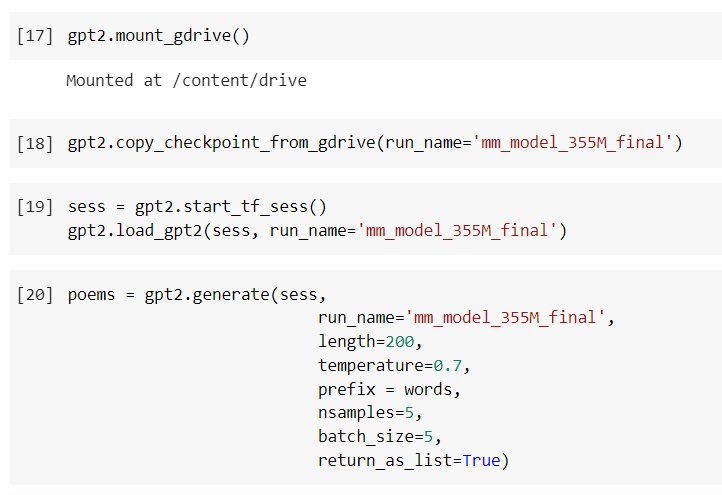 [17] gpt2.mount_gdrive()
Mounted at /content/drive
[18] gpt2.copy_checkpoint_from_gdrive(run_name='mm_model_355M_final')
[19] sess = gpt2.start_tf_sess()
gpt2.load_gpt2(sess, run_name='mm_model_355M_final')
[20] poems = gpt2.generate(sess,
run_name='mm_model_355M_final',
length=200,
temperature=0.7,
prefix = words,
nsamples=5,
batch_size=5,
return_as_list=True)